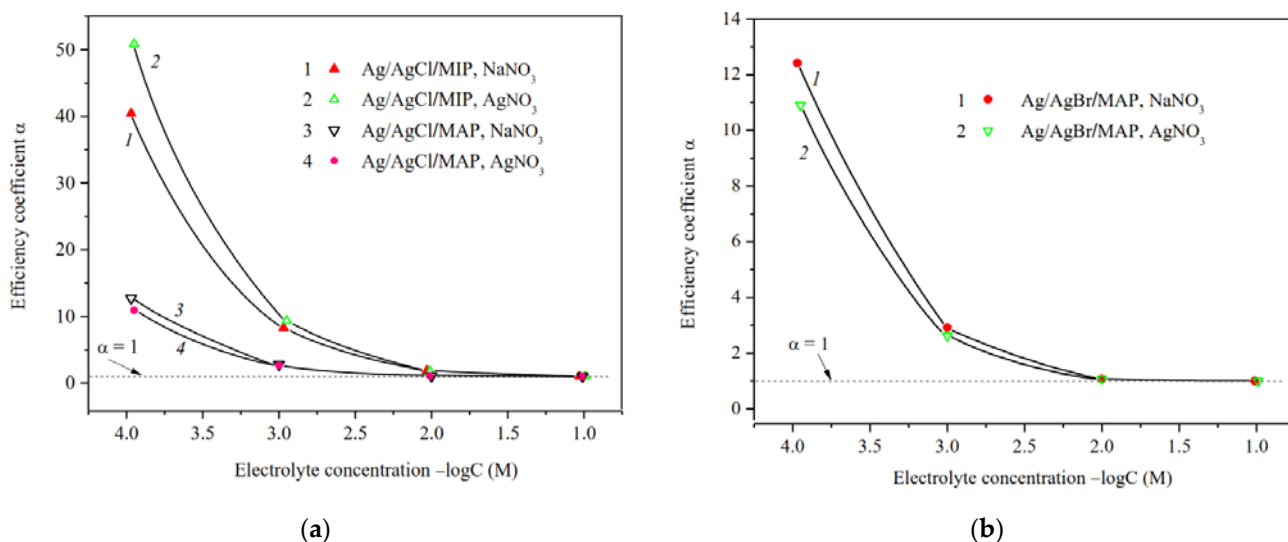 50
40
30
20
10
0
Efficiency coefficient α
2
1
3
4
α = 1
1 Ag/AgCl/MIP, NaNO3
2 Ag/AgCl/MIP, AgNO3
3 Ag/AgCl/MAP, NaNO3
4 Ag/AgCl/MAP, AgNO3
4.0 3.5 3.0 2.5 2.0 1.5 1.0
Electrolyte concentration –logC (M)
(a)
14
12
10
8
6
4
2
0
Efficiency coefficient α
1
2
α = 1
1 Ag/AgBr/MAP, NaNO3
2 Ag/AgBr/MAP, AgNO3
4.0 3.5 3.0 2.5 2.0 1.5 1.0
Electrolyte concentration –logC (M)
(b)